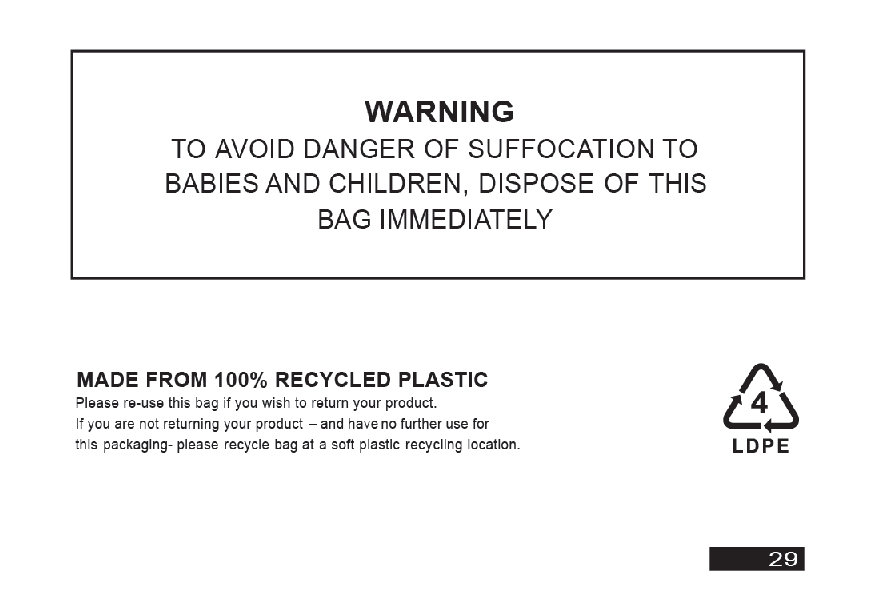 WARNING
TO AVOID DANGER OF SUFFOCATION TO
BABIES AND CHILDREN, DISPOSE OF THIS
BAG IMMEDIATELY
MADE FROM 100% RECYCLED PLASTIC
Please re-use this bag if you wish to return your product.
If you are not returning your product – and have no further use for
this packaging- please recycle bag at a soft plastic recycling location.
4
LDPE
29